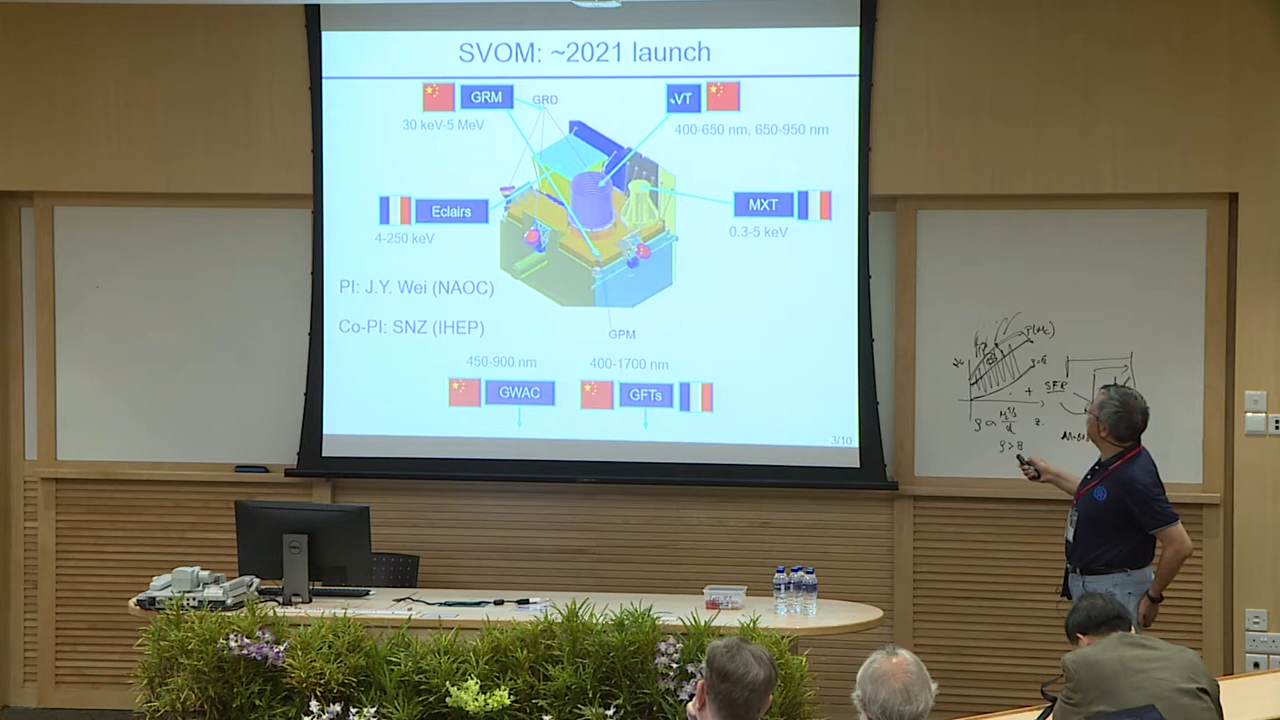 SVOM: ~2021 launch
GRM
GRD
VT
30 keV-5 MeV
400-650 nm, 650-950 nm
Eclairs
MXT
4-250 keV
0.3-5 keV
PI: J.Y. Wei (NAOC)
Co-PI: SNZ (IHEP)
GPM
450-900 nm
400-1700 nm
GWAC
GFTs
3/10
SFR
ρ > 8
DELL